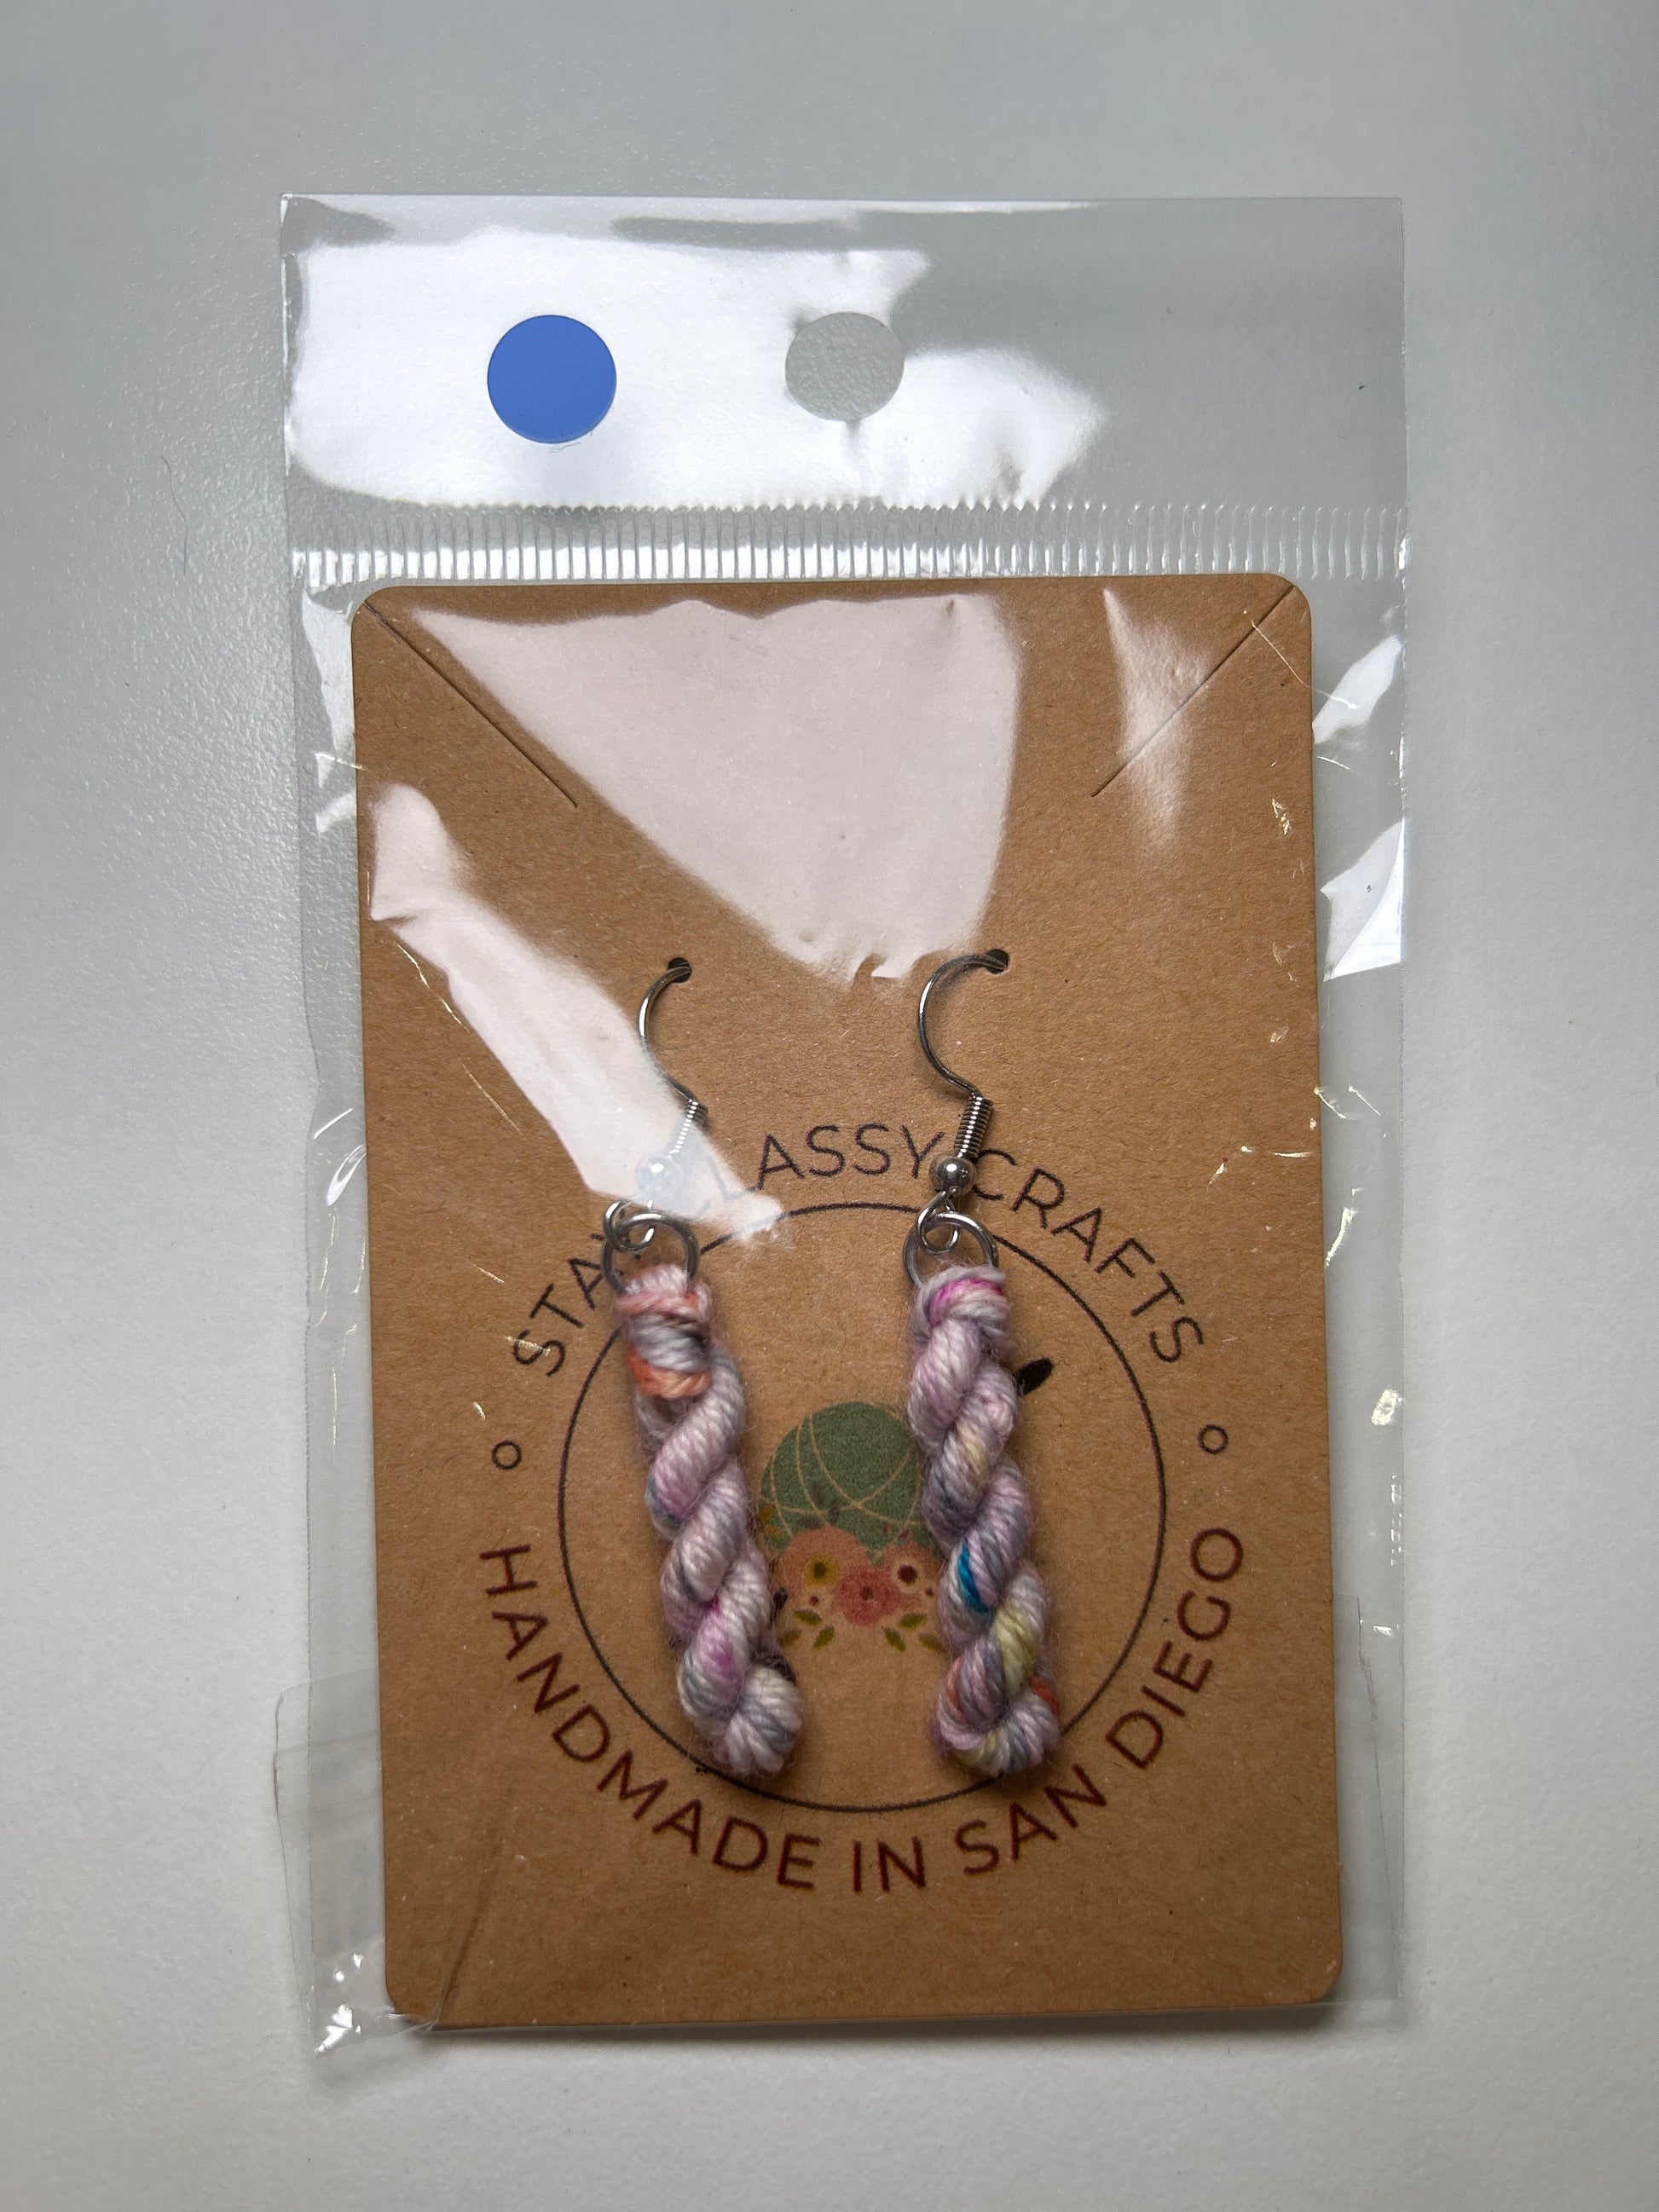 STAY CLASSY CRAFTS
HANDMADE IN SAN DIEGO